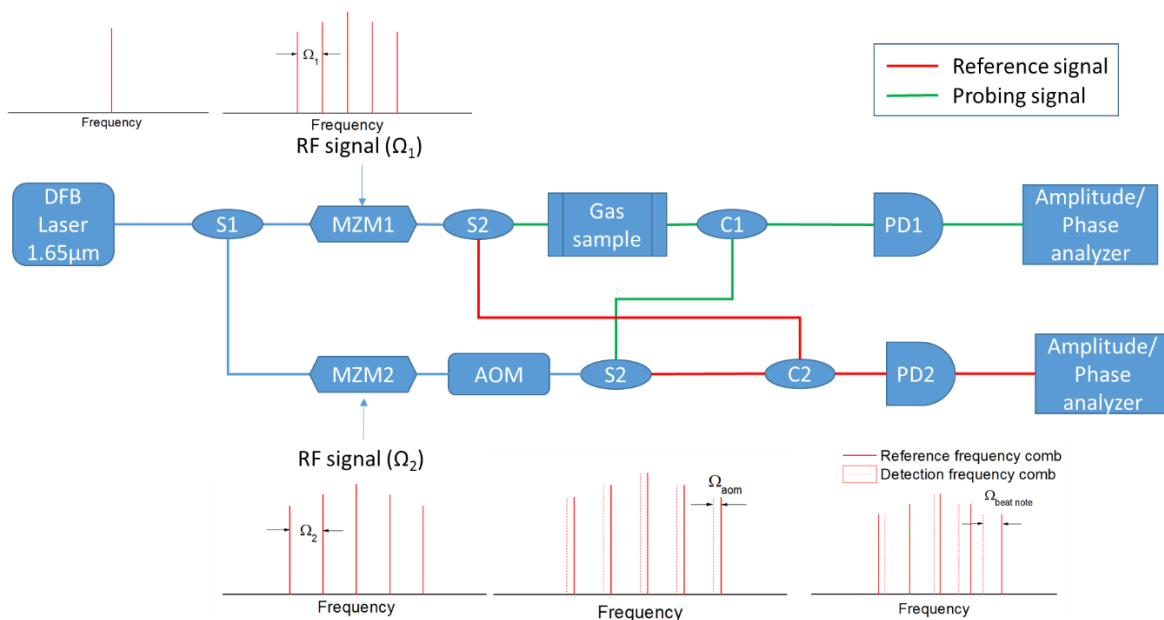 Frequency
Ω1
Frequency
RF signal (Ω1)
Reference signal
Probing signal
DFB
Laser
1.65µm
S1
MZM1
S2
Gas
sample
C1
PD1
Amplitude/
Phase
analyzer
MZM2
AOM
S2
C2
PD2
Amplitude/
Phase
analyzer
RF signal (Ω2)
Ω2
Frequency
Ωaom
Frequency
Reference frequency comb
Detection frequency comb
Ωbeat note
Frequency